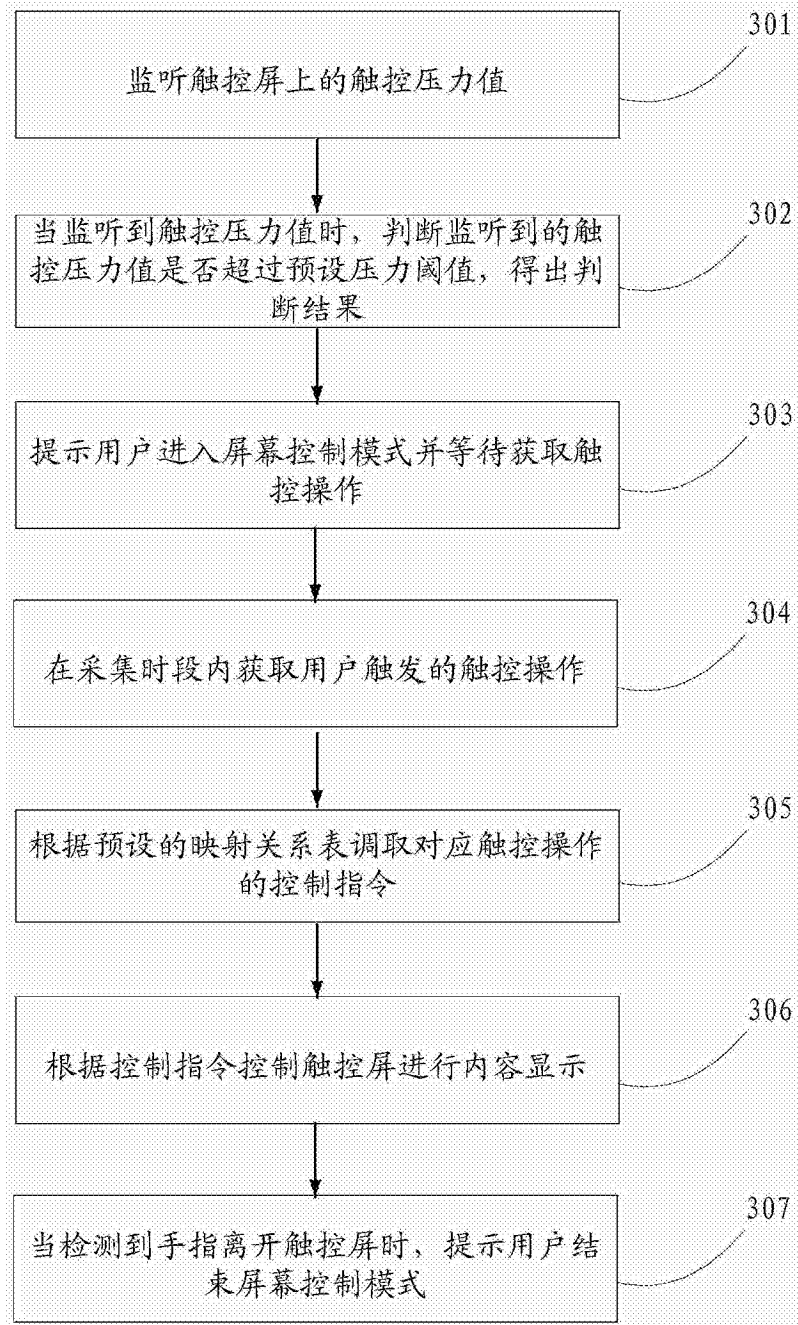 301
监听触控屏上的触控压力值
302
当监听到触控压力值时，判断监听到的触
控压力值是否超过预设压力阈值，得出判
断结果
303
提示用户进入屏幕控制模式并等待获取触
控操作
304
在采集时段内获取用户触发的触控操作
305
根据预设的映射关系表调取对应触控操作
的控制指令
306
根据控制指令控制触控屏进行内容显示
307
当检测到手指离开触控屏时，提示用户结
束屏幕控制模式